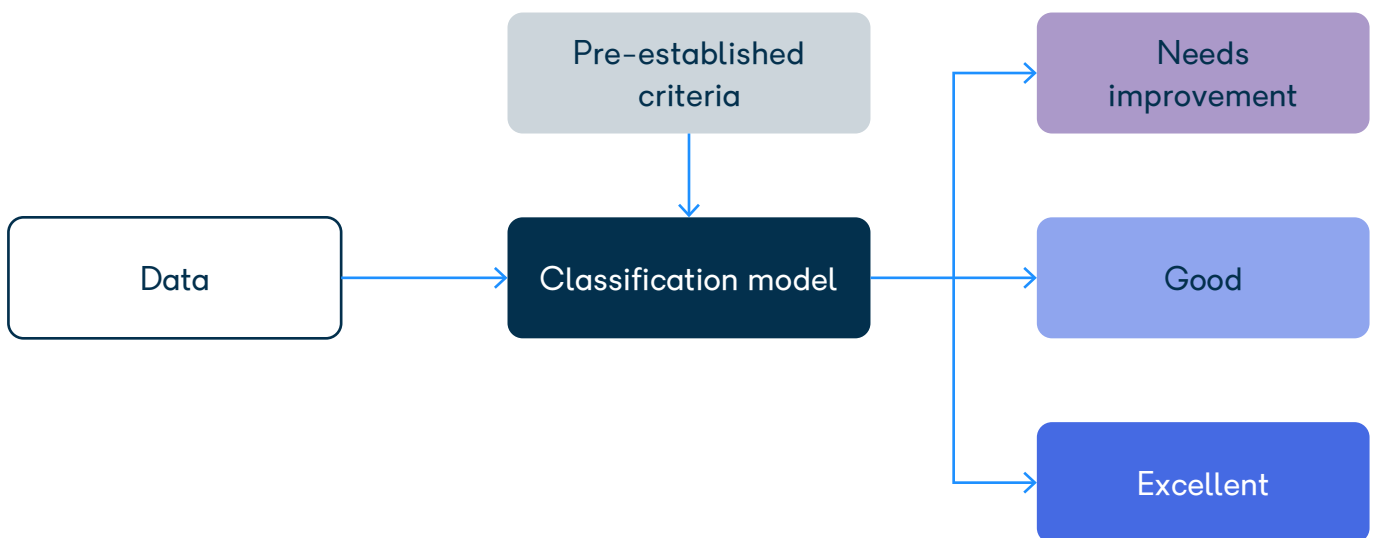 Pre-established
criteria
Needs
improvement
Data
Classification model
Good
Excellent